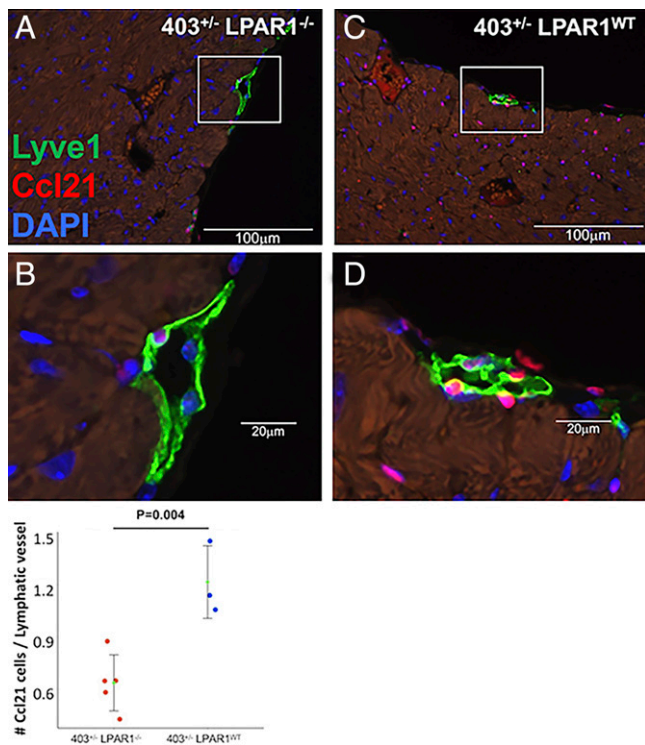 A
403+/- LPAR1-/-
Lyve1
Ccl21
DAPI
100µm
C
403+/- LPAR1WT
100µm
B
20µm
D
20µm
P=0.004
# Ccl21 cells / Lymphatic vessel
1.5
1.2
0.9
0.6
403+/- LPAR1-/-
403+/- LPAR1WT